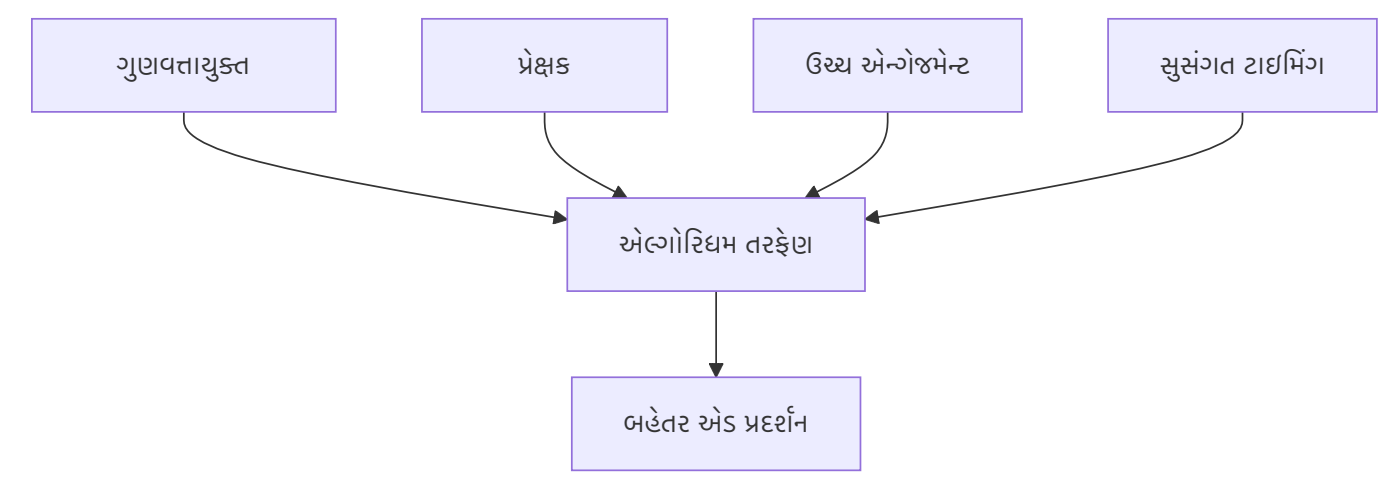 ગુણવત્તાયુક્ત
પ્રેક્ષક
ઉચ્ચ એન્ગેજમેન્ટ
સુસંગત ટાઇમિંગ
એલ્ગોરિધમ તરફેણ
બહેતર એડ પ્રદર્શન